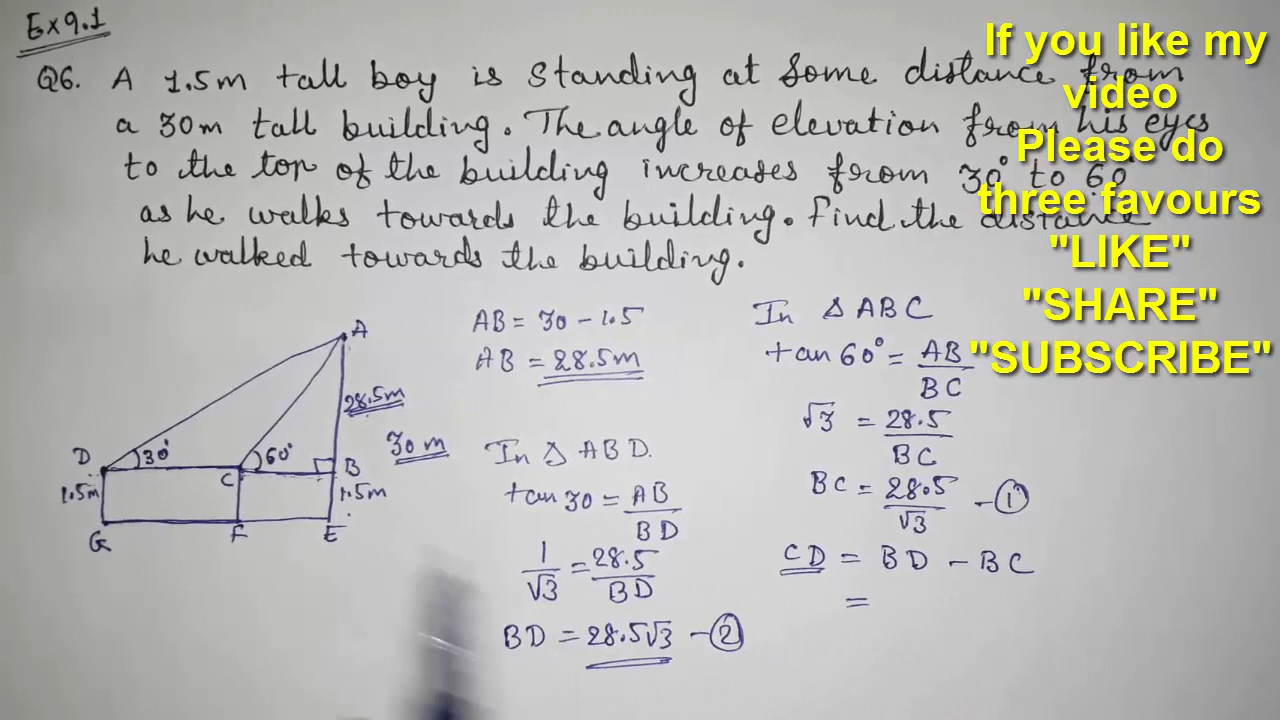 Ex 9.1
Q6. A 1.5m tall boy is standing at some distance from
a 30m tall building. The angle of elevation from his eyes
to the top of the building increases from 30° to 60°
as he walks towards the building. Find the distance
he walked towards the building.
If you like my
video
Please do
three favours
"LIKE"
"SHARE"
"SUBSCRIBE"
A
28.5m
30 m
D
30°
C
60°
B
1.5m
1.5m
G
F
E
AB = 30 - 1.5
AB = 28.5m
In Δ ABD.
tan 30 = AB/BD
1/√3 = 28.5/BD
BD = 28.5√3 - ②
In Δ ABC
tan 60° = AB/BC
√3 = 28.5/BC
BC = 28.5/√3 - ①
CD = BD - BC
=